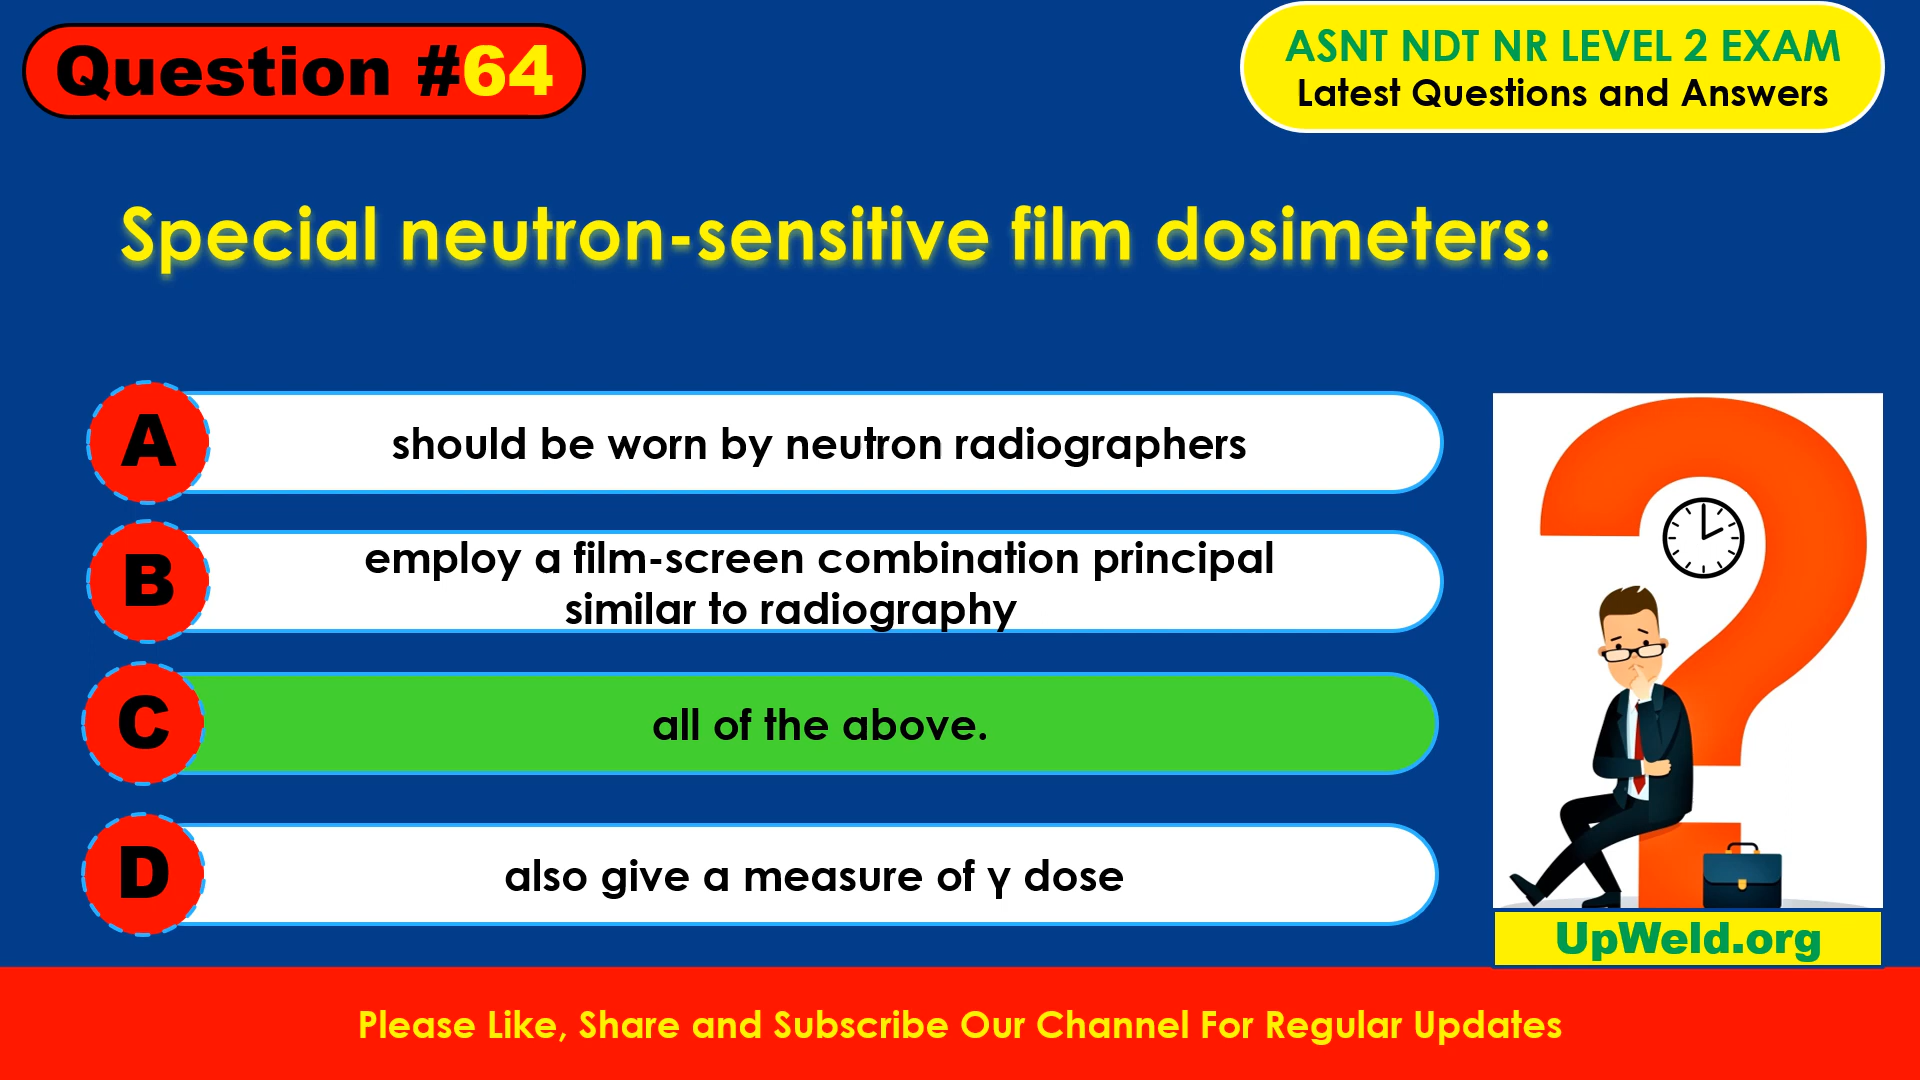 Question #64
ASNT NDT NR LEVEL 2 EXAM
Latest Questions and Answers
Special neutron-sensitive film dosimeters:
A
should be worn by neutron radiographers
B
employ a film-screen combination principal
similar to radiography
C
all of the above.
D
also give a measure of γ dose
UpWeld.org
Please Like, Share and Subscribe Our Channel For Regular Updates